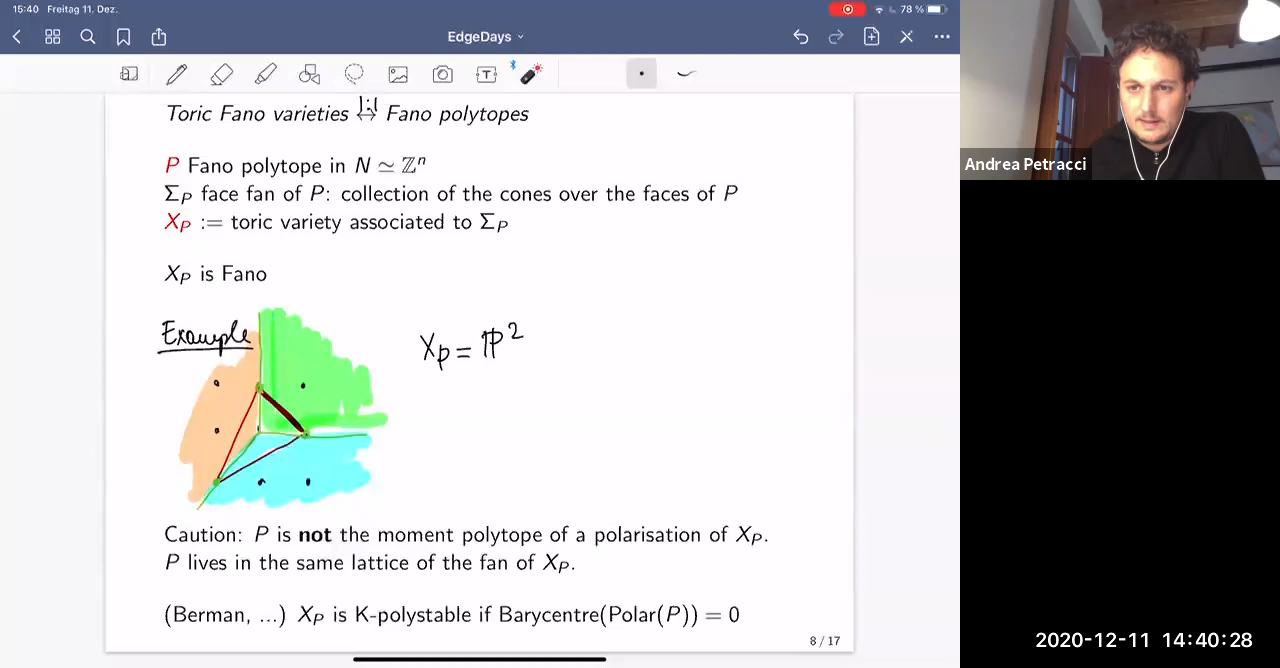 15:40 Freitag 11. Dez.
78 %
EdgeDays
Toric Fano varieties 1:1 ↔ Fano polytopes
P Fano polytope in N ≃ ℤⁿ
Σ_P face fan of P: collection of the cones over the faces of P
X_P := toric variety associated to Σ_P
X_P is Fano
Example
X_P = ℙ²
Caution: P is not the moment polytope of a polarisation of X_P.
P lives in the same lattice of the fan of X_P.
(Berman, ...) X_P is K-polystable if Barycentre(Polar(P)) = 0
8 / 17
Andrea Petracci
2020-12-11 14:40:28